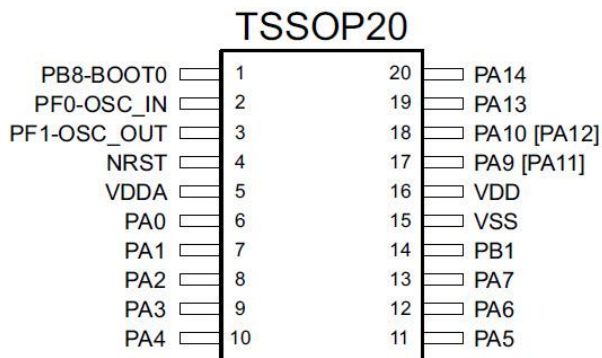 TSSOP20
PB8-BOOT0 1 20 PA14
PF0-OSC_IN 2 19 PA13
PF1-OSC_OUT 3 18 PA10 [PA12]
NRST 4 17 PA9 [PA11]
VDDA 5 16 VDD
PA0 6 15 VSS
PA1 7 14 PB1
PA2 8 13 PA7
PA3 9 12 PA6
PA4 10 11 PA5